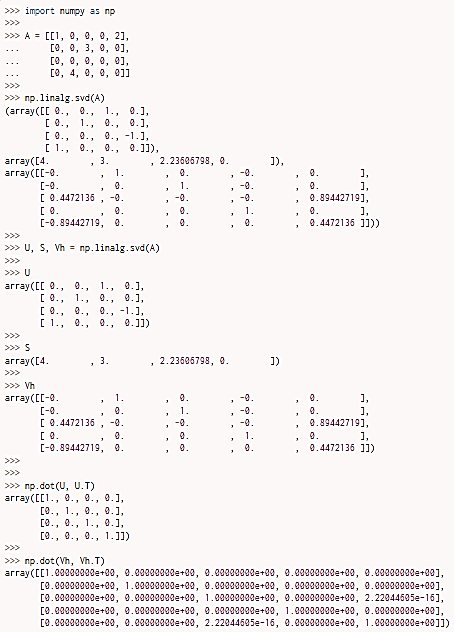 >>> import numpy as np
>>>
>>> A = [[1, 0, 0, 0, 2],
...      [0, 0, 3, 0, 0],
...      [0, 0, 0, 0, 0],
...      [0, 4, 0, 0, 0]]
>>>
>>> np.linalg.svd(A)
(array([[ 0.,  0.,  1.,  0.],
       [ 0.,  1.,  0.,  0.],
       [ 0.,  0.,  0., -1.],
       [ 1.,  0.,  0.,  0.]]),
array([4.        , 3.        , 2.23606798, 0.        ]),
array([[-0.        ,  1.        ,  0.        , -0.        ,  0.        ],
       [-0.        ,  0.        ,  1.        , -0.        ,  0.        ],
       [ 0.4472136 , -0.        , -0.        , -0.        ,  0.89442719],
       [ 0.        ,  0.        ,  0.        ,  1.        ,  0.        ],
       [-0.89442719,  0.        ,  0.        ,  0.        ,  0.4472136 ]]))
>>>
>>> U, S, Vh = np.linalg.svd(A)
>>>
>>> U
array([[ 0.,  0.,  1.,  0.],
       [ 0.,  1.,  0.,  0.],
       [ 0.,  0.,  0., -1.],
       [ 1.,  0.,  0.,  0.]])
>>>
>>> S
array([4.        , 3.        , 2.23606798, 0.        ])
>>>
>>> Vh
array([[-0.        ,  1.        ,  0.        , -0.        ,  0.        ],
       [-0.        ,  0.        ,  1.        , -0.        ,  0.        ],
       [ 0.4472136 , -0.        , -0.        , -0.        ,  0.89442719],
       [ 0.        ,  0.        ,  0.        ,  1.        ,  0.        ],
       [-0.89442719,  0.        ,  0.        ,  0.        ,  0.4472136 ]])
>>>
>>>
>>> np.dot(U, U.T)
array([[1., 0., 0., 0.],
       [0., 1., 0., 0.],
       [0., 0., 1., 0.],
       [0., 0., 0., 1.]])
>>>
>>> np.dot(Vh, Vh.T)
array([[1.00000000e+00, 0.00000000e+00, 0.00000000e+00, 0.00000000e+00, 0.00000000e+00],
       [0.00000000e+00, 1.00000000e+00, 0.00000000e+00, 0.00000000e+00, 0.00000000e+00],
       [0.00000000e+00, 0.00000000e+00, 1.00000000e+00, 0.00000000e+00, 2.22044605e-16],
       [0.00000000e+00, 0.00000000e+00, 0.00000000e+00, 1.00000000e+00, 0.00000000e+00],
       [0.00000000e+00, 0.00000000e+00, 2.22044605e-16, 0.00000000e+00, 1.00000000e+00]])